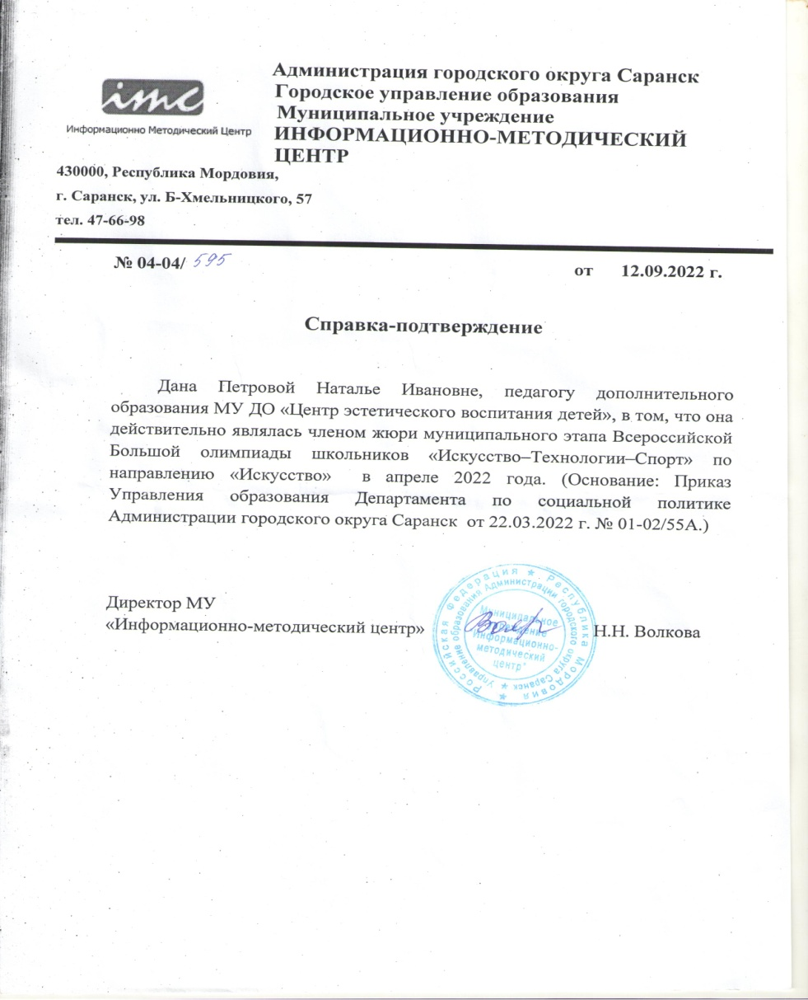 imc
Информационно Методический Центр
Администрация городского округа Саранск
Городское управление образования
Муниципальное учреждение
ИНФОРМАЦИОННО-МЕТОДИЧЕСКИЙ
ЦЕНТР
430000, Республика Мордовия,
г. Саранск, ул. Б-Хмельницкого, 57
тел. 47-66-98
№ 04-04/ 595
от 12.09.2022 г.
Справка-подтверждение
Дана Петровой Наталье Ивановне, педагогу дополнительного
образования МУ ДО «Центр эстетического воспитания детей», в том, что она
действительно являлась членом жюри муниципального этапа Всероссийской
Большой олимпиады школьников «Искусство–Технологии–Спорт» по
направлению «Искусство» в апреле 2022 года. (Основание: Приказ
Управления образования Департамента по социальной политике
Администрации городского округа Саранск от 22.03.2022 г. № 01-02/55А.)
Директор МУ
«Информационно-методический центр»
Н.Н. Волкова
Российская Федерация ★ Республика Мордовия ★
Управление образования Администрации городского округа Саранск ★
Муниципальное
учреждение
Информационно-
методический
центр"